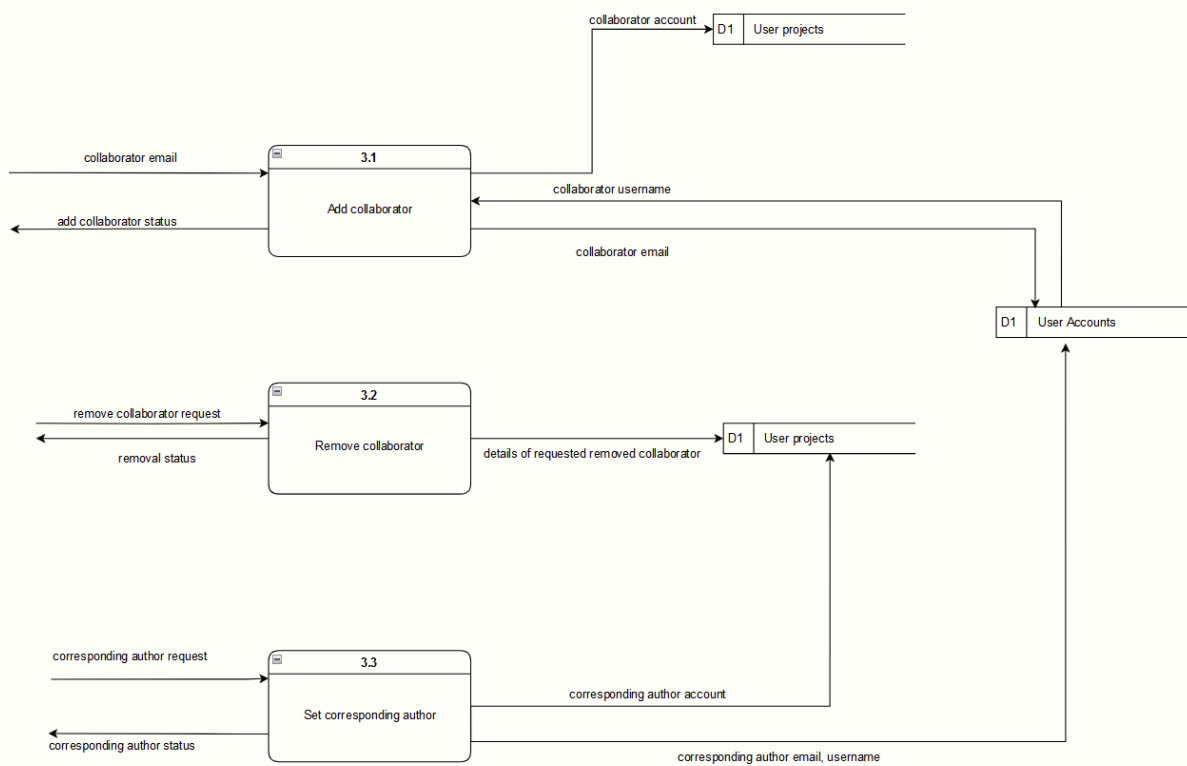 collaborator account
D1 User projects
3.1
collaborator email
Add collaborator
collaborator username
add collaborator status
collaborator email
D1 User Accounts
3.2
remove collaborator request
Remove collaborator
removal status
details of requested removed collaborator
D1 User projects
3.3
corresponding author request
Set corresponding author
corresponding author account
corresponding author status
corresponding author email, username